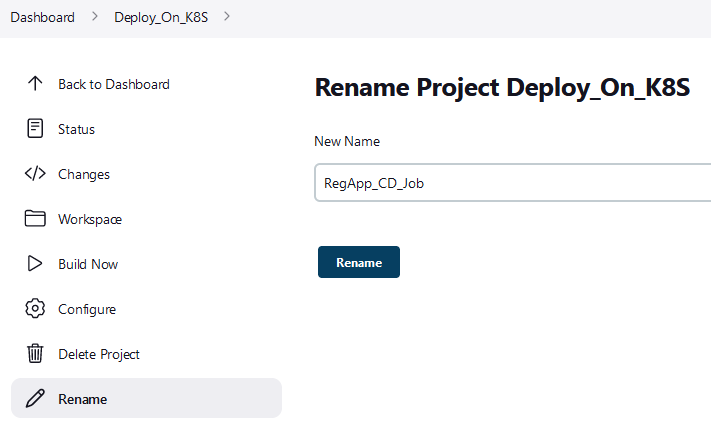 Dashboard > Deploy_On_K8S >
Back to Dashboard
Status
Changes
Workspace
Build Now
Configure
Delete Project
Rename
Rename Project Deploy_On_K8S
New Name
RegApp_CD_Job
Rename